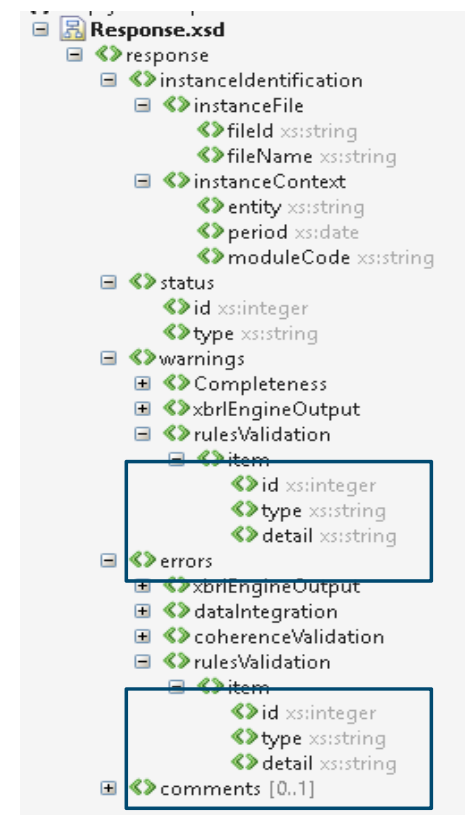 Response.xsd
response
instanceIdentification
instanceFile
fileId xs:string
fileName xs:string
instanceContext
entity xs:string
period xs:date
moduleCode xs:string
status
id xs:integer
type xs:string
warnings
Completeness
xbrlEngineOutput
rulesValidation
item
id xs:integer
type xs:string
detail xs:string
errors
xbrlEngineOutput
dataIntegration
coherenceValidation
rulesValidation
item
id xs:integer
type xs:string
detail xs:string
comments [0..1]